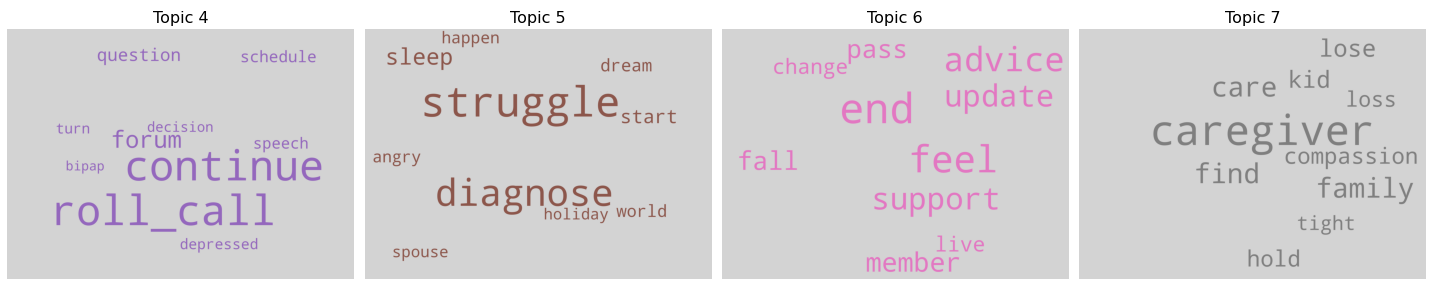 Topic 4
question
schedule
turn
decision
forum
speech
bipap
continue
roll_call
depressed
Topic 5
happen
sleep
dream
struggle
start
angry
diagnose
holiday
world
spouse
Topic 6
pass
change
advice
update
end
fall
feel
support
live
member
Topic 7
lose
kid
care
loss
caregiver
compassion
find
family
tight
hold